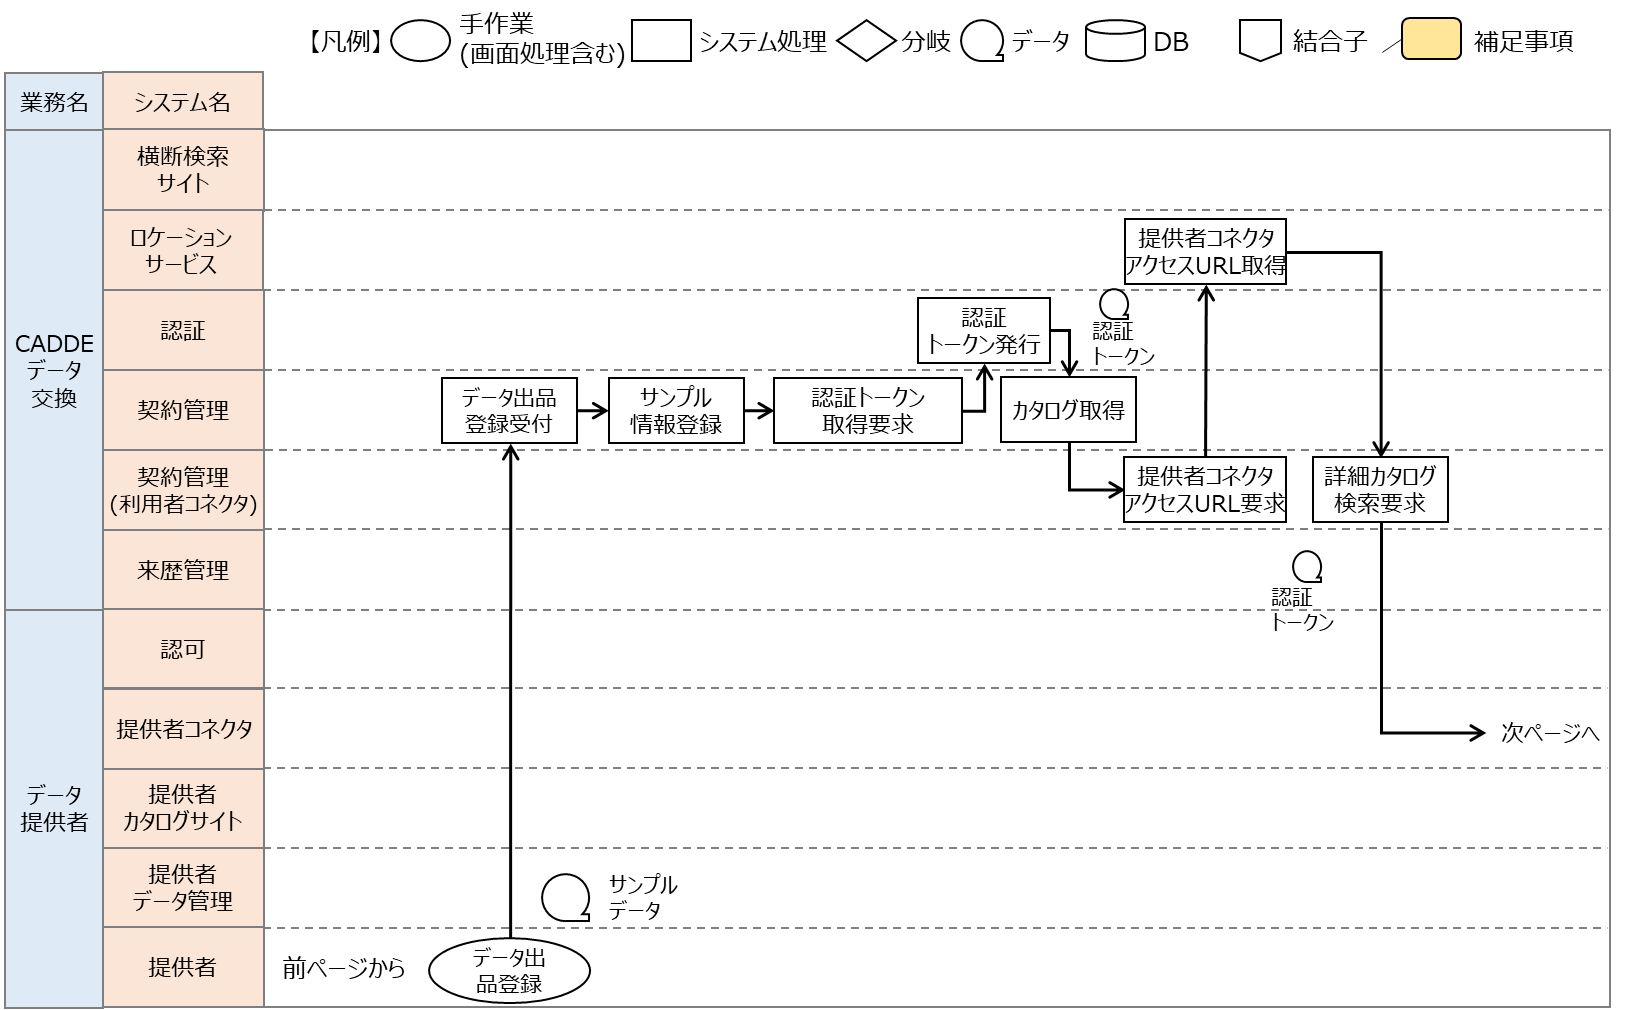 【凡例】
手作業
(画面処理含む)
システム処理
分岐
データ
DB
結合子
補足事項
業務名
システム名
CADDE
データ
交換
横断検索
サイト
ロケーション
サービス
提供者コネクタ
アクセスURL取得
認証
認証
トークン発行
認証
トークン
契約管理
データ出品
登録受付
サンプル
情報登録
認証トークン
取得要求
カタログ取得
契約管理
(利用者コネクタ)
提供者コネクタ
アクセスURL要求
詳細カタログ
検索要求
来歴管理
認証
トークン
データ
提供者
認可
提供者コネクタ
次ページへ
提供者
カタログサイト
提供者
データ管理
サンプル
データ
提供者
前ページから
データ出
品登録